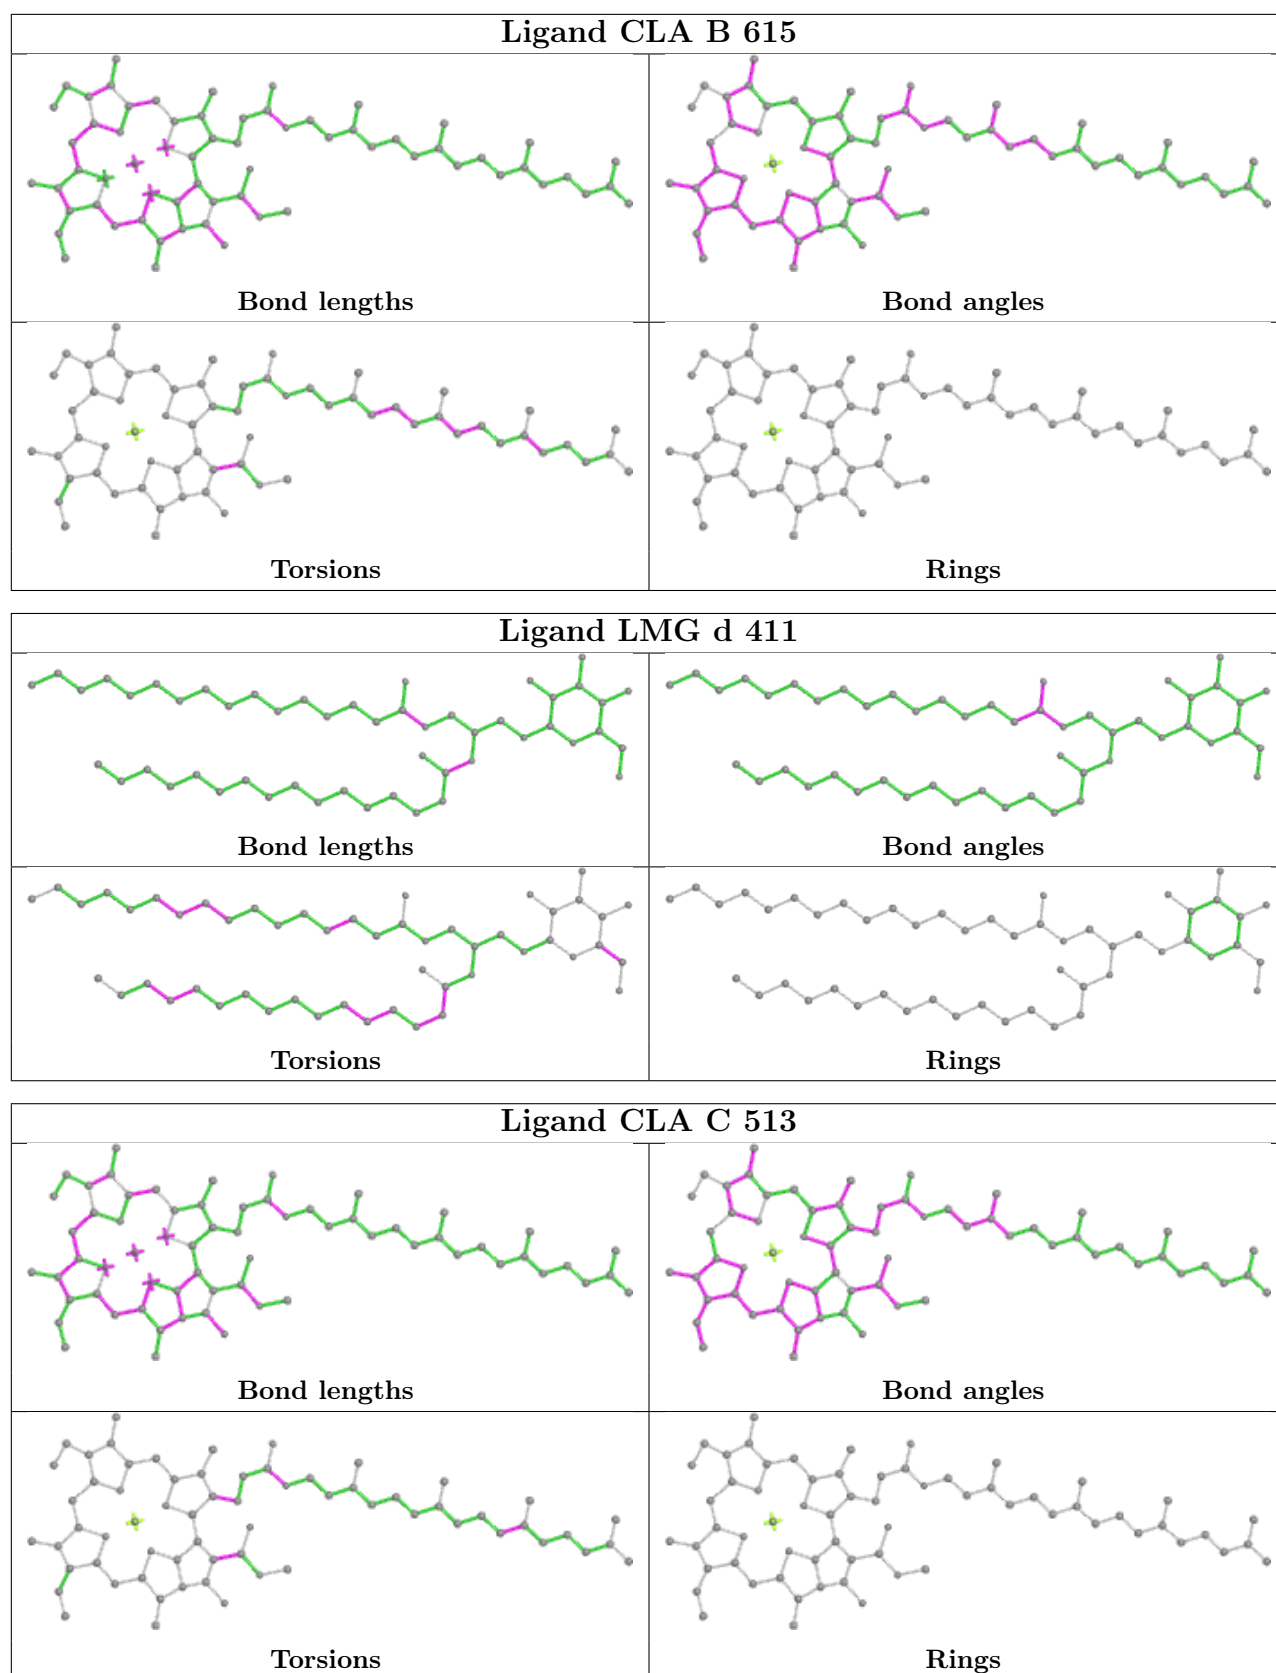 Ligand CLA B 615
Bond lengths
Bond angles
Torsions
Rings
Ligand LMG d 411
Bond lengths
Bond angles
Torsions
Rings
Ligand CLA C 513
Bond lengths
Bond angles
Torsions
Rings